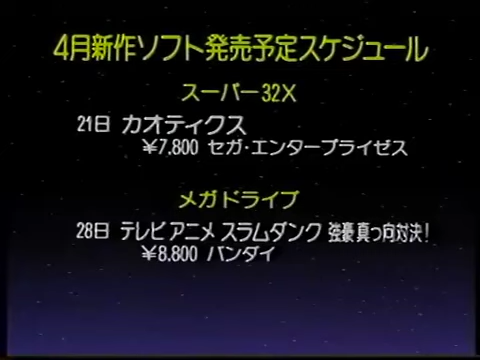 4月新作ソフト発売予定スケジュール
スーパー32X
21日 カオティクス
¥7,800 セガ・エンタープライゼス
メガドライブ
28日 テレビアニメ スラムダンク 強豪真っ向対決!
¥8,800 バンダイ